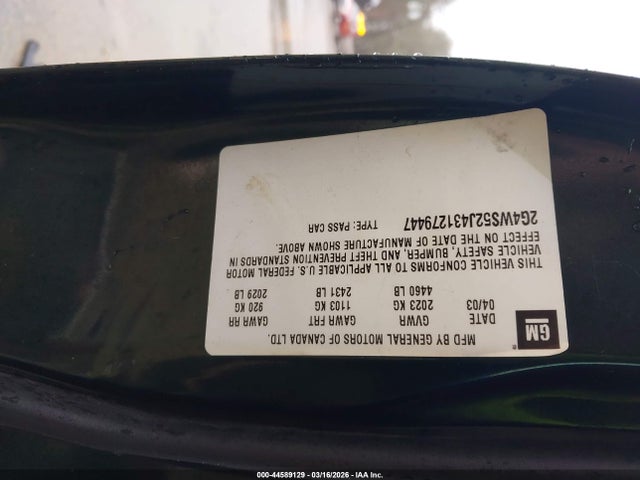 MFD BY GENERAL MOTORS OF CANADA LTD.
GM
DATE GVWR GAWR FRT GAWR RR
04/03 2023 KG 1103 KG 920 KG
4460 LB 2431 LB 2029 LB
THIS VEHICLE CONFORMS TO ALL APPLICABLE U.S. FEDERAL MOTOR
VEHICLE SAFETY, BUMPER, AND THEFT PREVENTION STANDARDS IN
EFFECT ON THE DATE OF MANUFACTURE SHOWN ABOVE.
2G4WS52J431279447 TYPE: PASS CAR
000-44589129 - 03/16/2026 - IAA Inc.